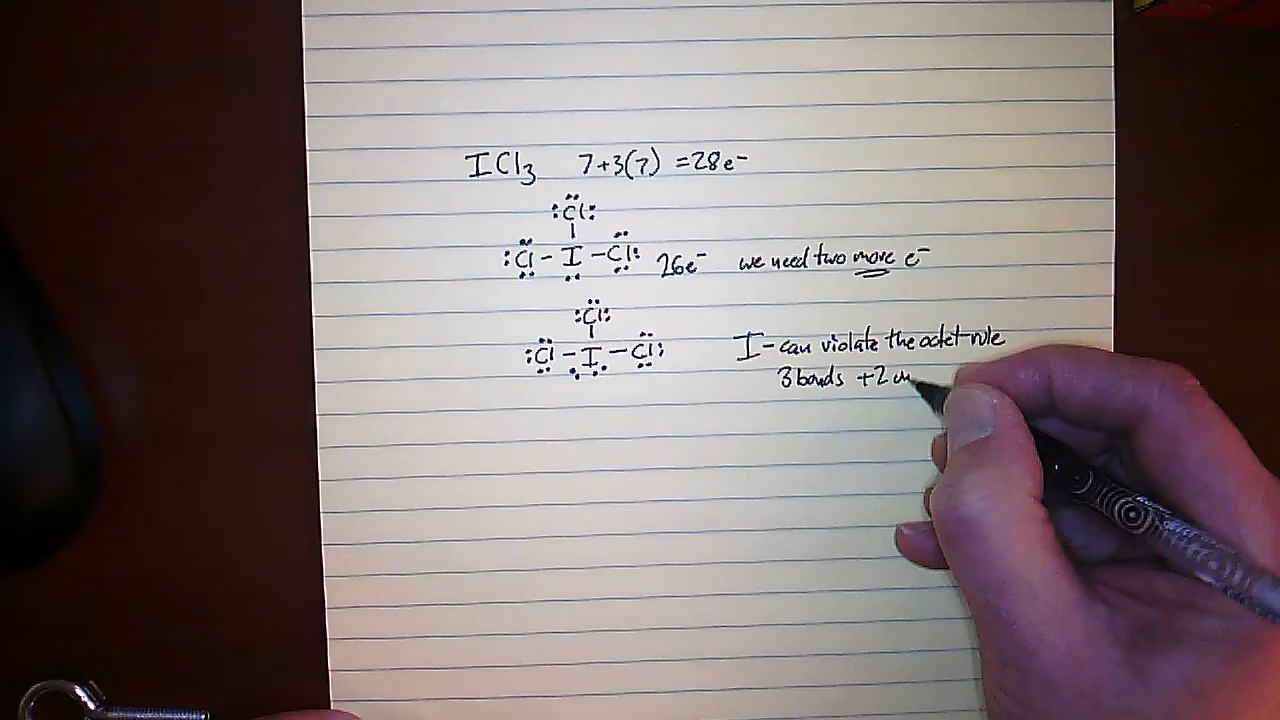 ICl3 7+3(7) =28e-
:Cl:
:Cl-I-Cl: 26e- we need two more e-
:Cl:
:Cl-I-Cl: I-can violate the octet rule
3 bonds +2